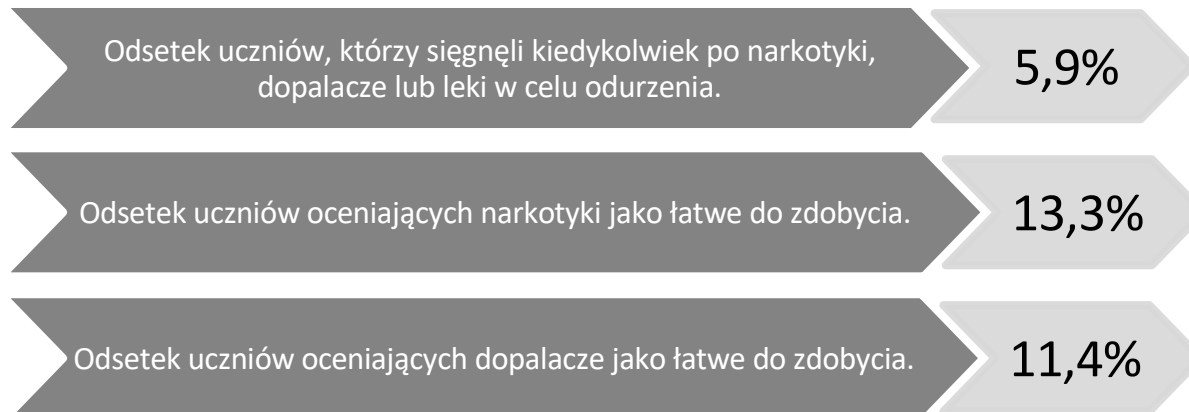 Odsetek uczniów, którzy sięgnęli kiedykolwiek po narkotyki,
dopalacze lub leki w celu odurzenia.
5,9%
Odsetek uczniów oceniających narkotyki jako łatwe do zdobycia.
13,3%
Odsetek uczniów oceniających dopalacze jako łatwe do zdobycia.
11,4%